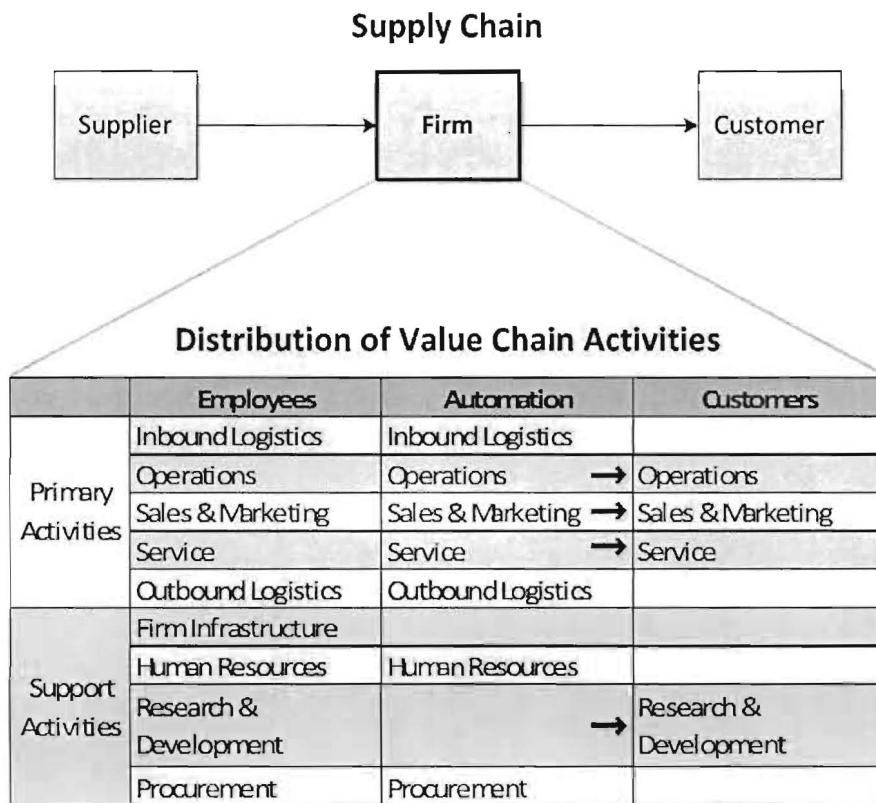 Supply Chain
Supplier
Firm
Customer
Distribution of Value Chain Activities
Employees Automation Customers
Primary Activities
Inbound Logistics Inbound Logistics
Operations Operations → Operations
Sales & Marketing Sales & Marketing → Sales & Marketing
Service Service → Service
Outbound Logistics Outbound Logistics
Support Activities
Firm Infrastructure
Human Resources Human Resources
Research & Development → Research & Development
Procurement Procurement